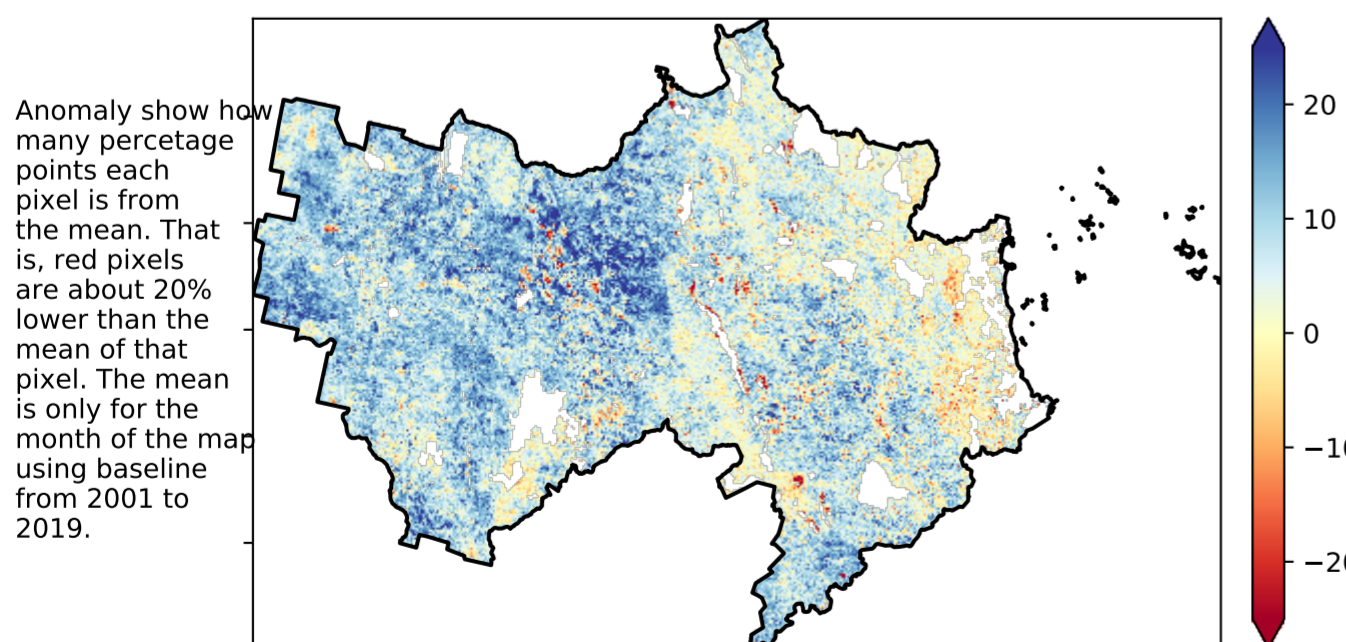 Anomaly show how
many percetage
points each
pixel is from
the mean. That
is, red pixels
are about 20%
lower than the
mean of that
pixel. The mean
is only for the
month of the map
using baseline
from 2001 to
2019.
20
10
0
−10
−20